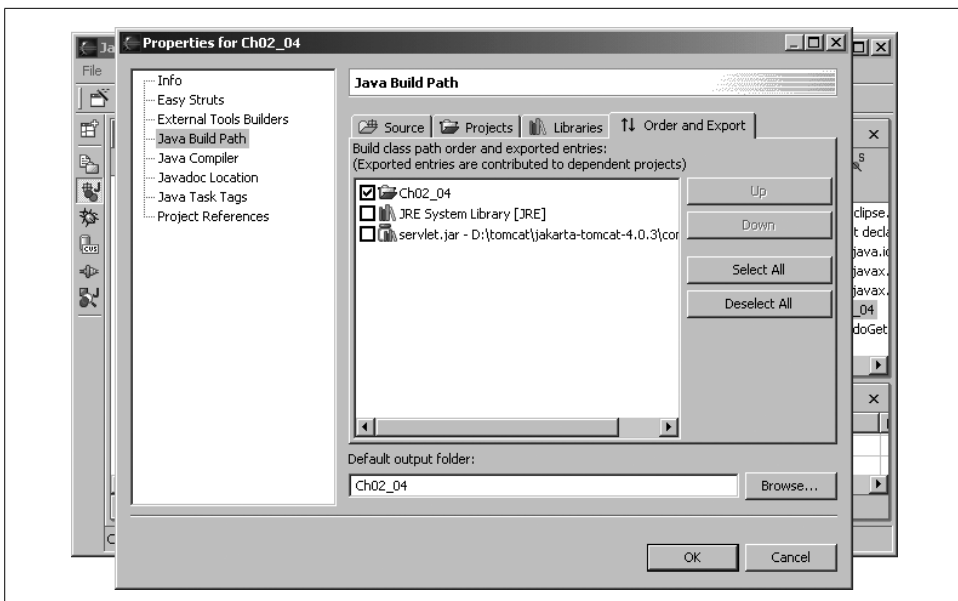 Ja
Properties for Ch02_04
File
Info
Easy Struts
External Tools Builders
Java Build Path
Java Compiler
Javadoc Location
Java Task Tags
Project References
Java Build Path
Source
Projects
Libraries
Order and Export
Build class path order and exported entries:
(Exported entries are contributed to dependent projects)
Ch02_04
JRE System Library [JRE]
servlet.jar - D:\tomcat\jakarta-tomcat-4.0.3\cor
Up
Down
Select All
Deselect All
Default output folder:
Ch02_04
Browse...
OK
Cancel
S
clipse.
t decla
java.io
javax.
javax.
_04
doGet
C